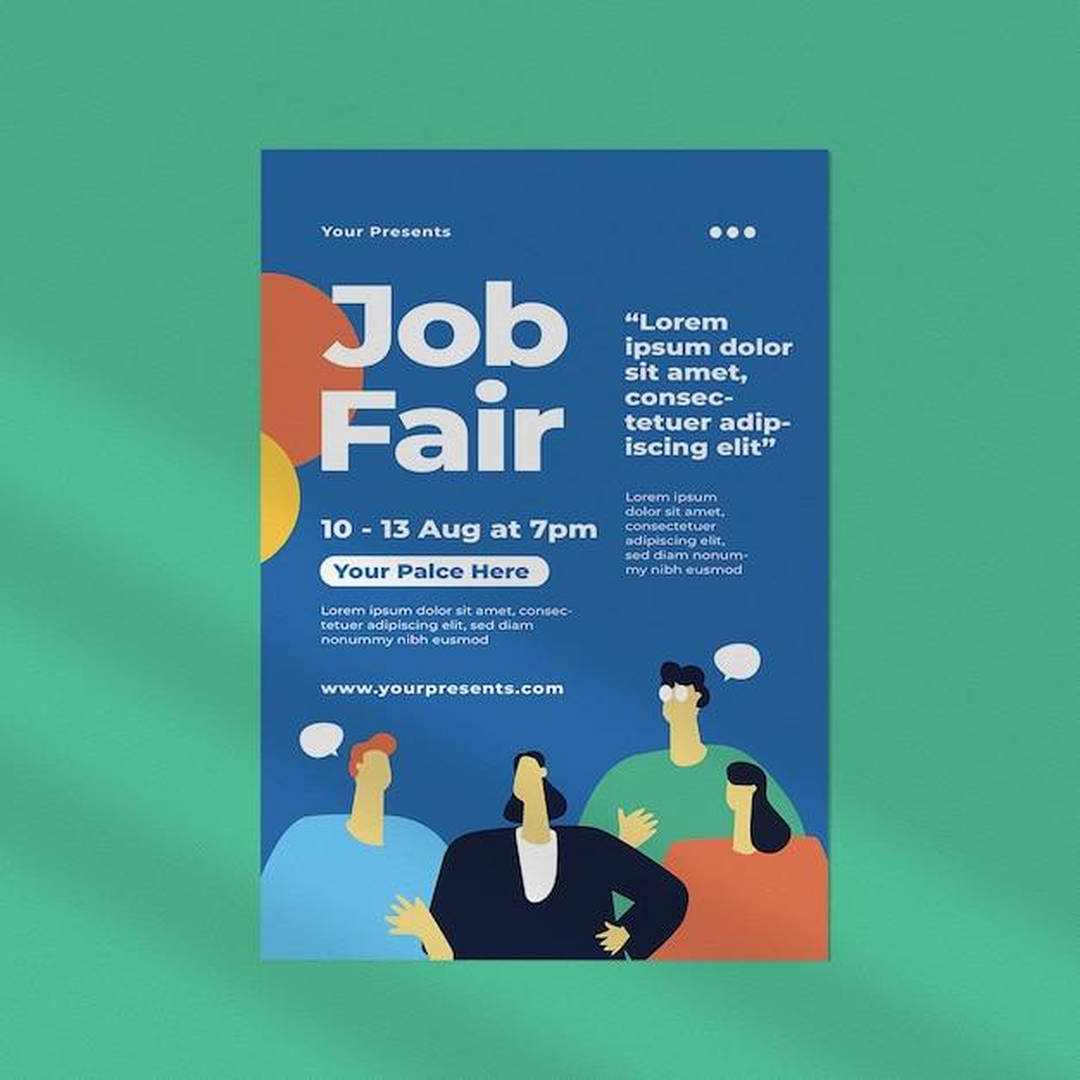 Your Presents
Job
Fair
10 - 13 Aug at 7pm
Your Palce Here
Lorem ipsum dolor sit amet, consec-
tetuer adipiscing elit, sed diam
nonummy nibh eusmod
www.yourpresents.com
“Lorem
ipsum dolor
sit amet,
consec-
tetuer adip-
iscing elit”
Lorem ipsum
dolor sit amet,
consectetuer
adipiscing elit,
sed diam nonum-
my nibh eusmod